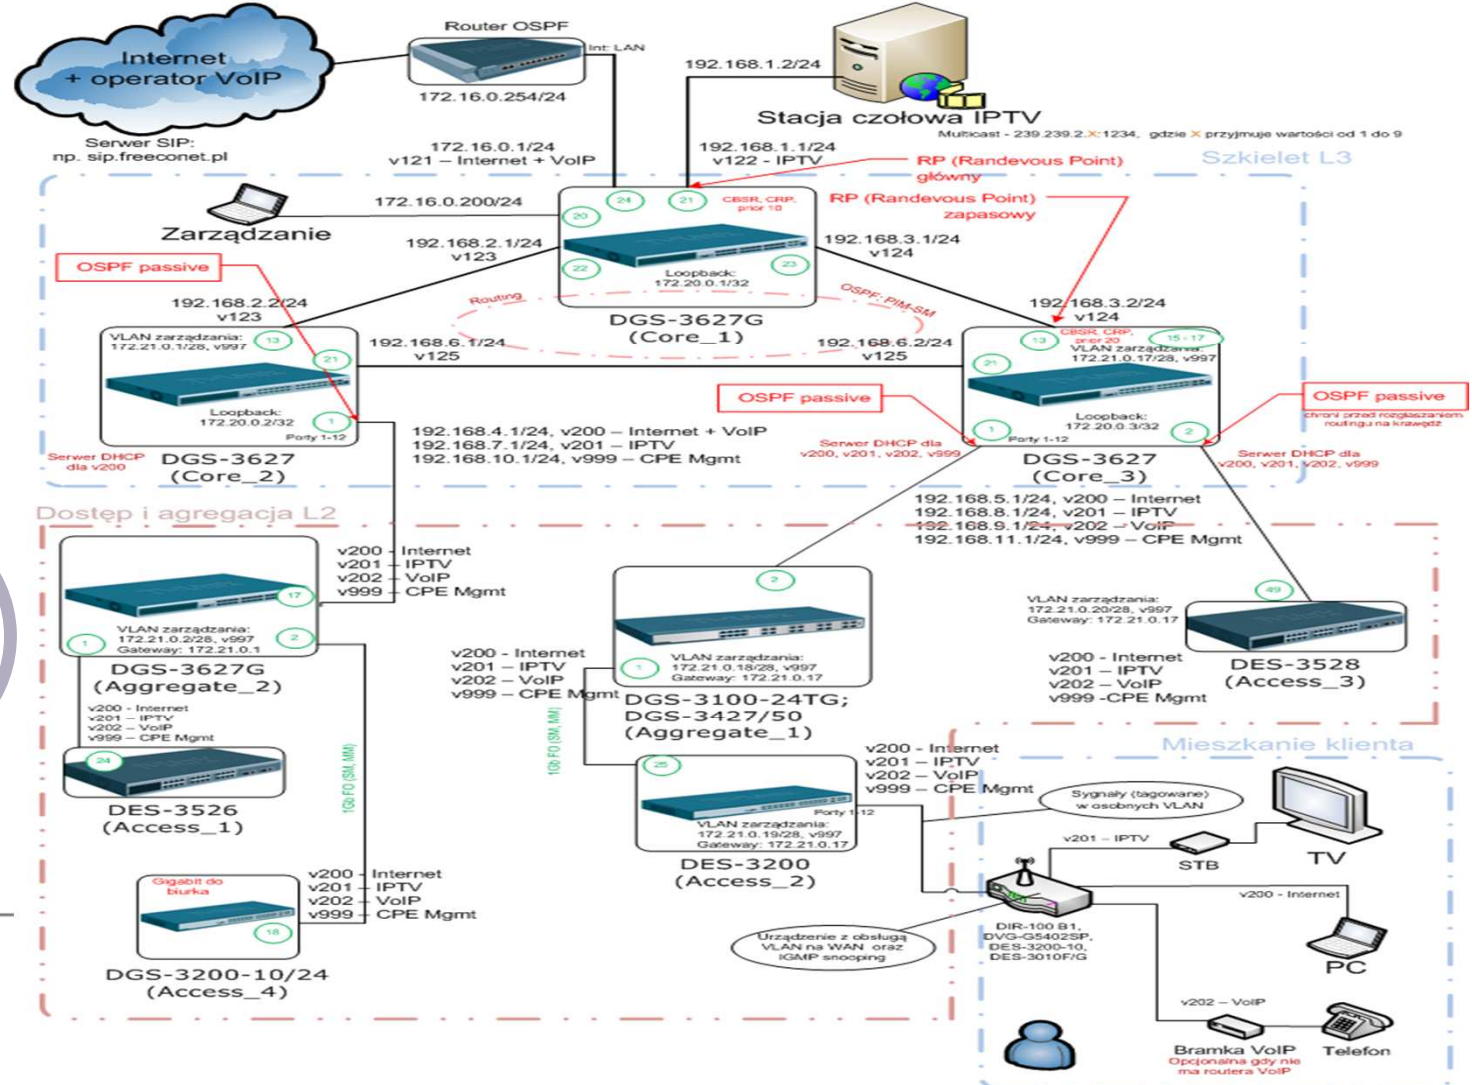 Router OSPF
Internet
+ operator VoIP
Int: LAN
172.16.0.254/24
192.168.1.2/24
Stacja czołowa IPTV
Multicast - 239.239.2.X:1234, gdzie X przyjmuje wartości od 1 do 9
Serwer SIP:
np. sip.freeconet.pl
172.16.0.1/24
v121 – Internet + VoIP
192.168.1.1/24
v122 - IPTV
RP (Randevous Point)
główny
Szkielet L3
RP (Randevous Point)
zapasowy
Zarządzanie
172.16.0.200/24
20
24
21
CBSR, CRP,
prior 10
22
23
Loopback:
172.20.0.1/32
DGS-3627G
(Core_1)
192.168.2.1/24
v123
192.168.3.1/24
v124
OSPF passive
Routing
OSPF: PIM-SM
192.168.2.2/24
v123
192.168.3.2/24
v124
VLAN zarządzania:
172.21.0.1/28, v997
13
21
Loopback:
172.20.0.2/32
1
Porty 1-12
DGS-3627
(Core_2)
Serwer DHCP
dla v200
192.168.6.1/24
v125
192.168.6.2/24
v125
13
CBSR, CRP,
prior 20
15 - 17
VLAN zarządzania:
172.21.0.17/28, v997
21
Loopback:
172.20.0.3/32
1
Porty 1-12
2
DGS-3627
(Core_3)
OSPF passive
OSPF passive
chroni przed rozgłaszaniem
routingu na krawędź
Serwer DHCP dla
v200, v201, v202, v999
Serwer DHCP dla
v200, v201, v202, v999
192.168.4.1/24, v200 – Internet + VoIP
192.168.7.1/24, v201 – IPTV
192.168.10.1/24, v999 – CPE Mgmt
192.168.5.1/24, v200 – Internet
192.168.8.1/24, v201 – IPTV
192.168.9.1/24, v202 – VoIP
192.168.11.1/24, v999 – CPE Mgmt
Dostęp i agregacja L2
v200 - Internet
v201 – IPTV
v202 – VoIP
v999 – CPE Mgmt
17
1
2
VLAN zarządzania:
172.21.0.2/28, v997
Gateway: 172.21.0.1
DGS-3627G
(Aggregate_2)
v200 - Internet
v201 – IPTV
v202 – VoIP
v999 – CPE Mgmt
24
DES-3526
(Access_1)
1Gb FO (SM, MM)
Gigabit do
biurka
18
DGS-3200-10/24
(Access_4)
v200 - Internet
v201 – IPTV
v202 – VoIP
v999 – CPE Mgmt
2
1
VLAN zarządzania:
172.21.0.18/28, v997
Gateway: 172.21.0.17
DGS-3100-24TG;
DGS-3427/50
(Aggregate_1)
v200 - Internet
v201 – IPTV
v202 – VoIP
v999 – CPE Mgmt
1Gb FO (SM, MM)
Porty 1-12
VLAN zarządzania:
172.21.0.19/28, v997
Gateway: 172.21.0.17
DES-3200
(Access_2)
v200 - Internet
v201 – IPTV
v202 – VoIP
v999 – CPE Mgmt
VLAN zarządzania:
172.21.0.20/28, v997
Gateway: 172.21.0.17
49
DES-3528
(Access_3)
v200 - Internet
v201 – IPTV
v202 – VoIP
v999 -CPE Mgmt
Mieszkanie klienta
Sygnały (tagowane)
w osobnych VLAN
v201 – IPTV
STB
TV
v200 - Internet
PC
DIR-100 B1,
DVG-G5402SP,
DES-3200-10,
DES-3010F/G
Urządzenie z obsługą
VLAN na WAN oraz
IGMP snooping
v202 – VoIP
Bramka VoIP
Opcjonalna gdy nie
ma routera VoIP
Telefon